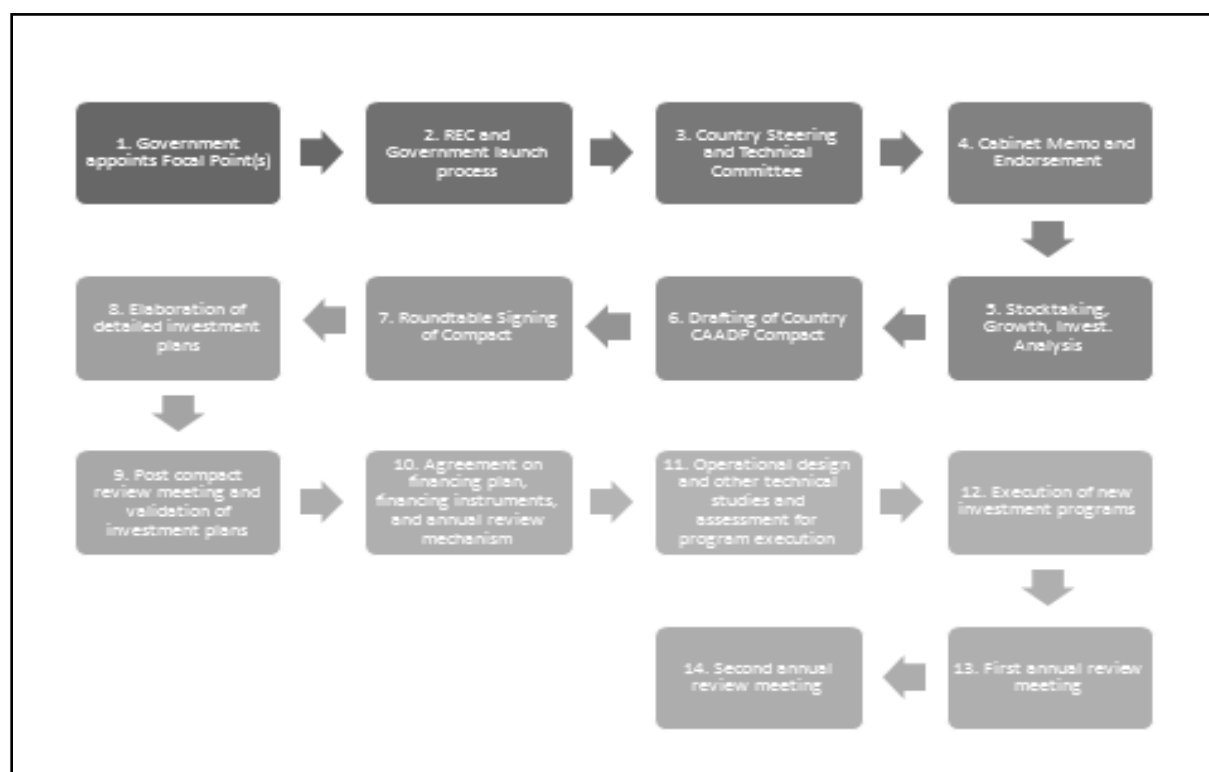 1. Government
appoints Focal Point(s)
2. REC and
Government launch
process
3. Country Steering
and Technical
Committee
4. Cabinet Memo and
Endorsement
5. Stocktaking,
Growth, Invest.
Analysis
6. Drafting of Country
CAADP Compact
7. Roundtable Signing
of Compact
8. Elaboration of
detailed investment
plans
9. Post compact
review meeting and
validation of
investment plans
10. Agreement on
financing plan,
financing instruments,
and annual review
mechanism
11. Operational design
and other technical
studies and
assessment for
program execution
12. Execution of new
investment programs
13. First annual review
meeting
14. Second annual
review meeting